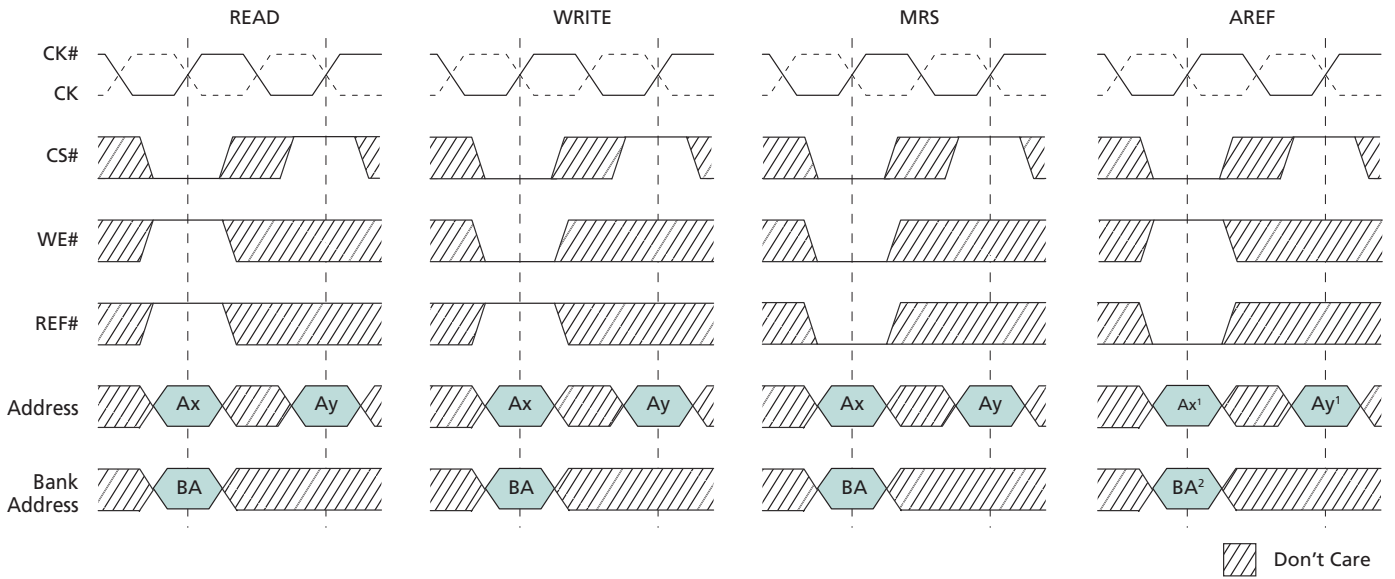 READ WRITE MRS AREF
CK#
CK
CS#
WE#
REF#
Address Ax Ay Ax Ay Ax Ay Ax¹ Ay¹
Bank
Address
BA BA BA BA²
Don't Care